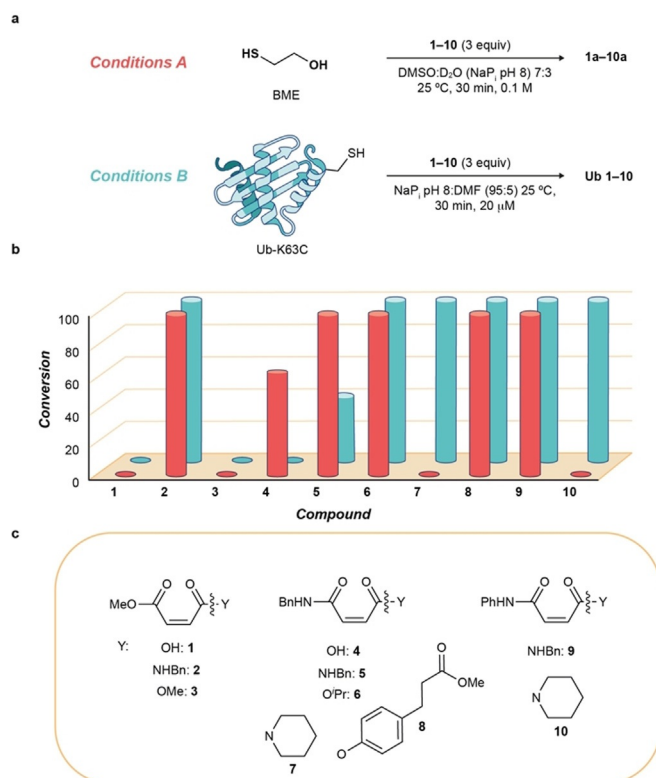 a
Conditions A
HS
OH
BME
1–10 (3 equiv)
DMSO:D₂O (NaPᵢ pH 8) 7:3
25 ºC, 30 min, 0.1 M
1a–10a
Conditions B
SH
Ub-K63C
1–10 (3 equiv)
NaPᵢ pH 8:DMF (95:5) 25 ºC,
30 min, 20 µM
Ub 1–10
b
Conversion
100
80
60
40
20
0
1 2 3 4 5 6 7 8 9 10
Compound
c
O O
MeO Y
Y: OH: 1
NHBn: 2
OMe: 3
O O
BnHN Y
OH: 4
NHBn: 5
OⁱPr: 6
N
7
O
OMe
O
8
O O
PhHN Y
NHBn: 9
N
10